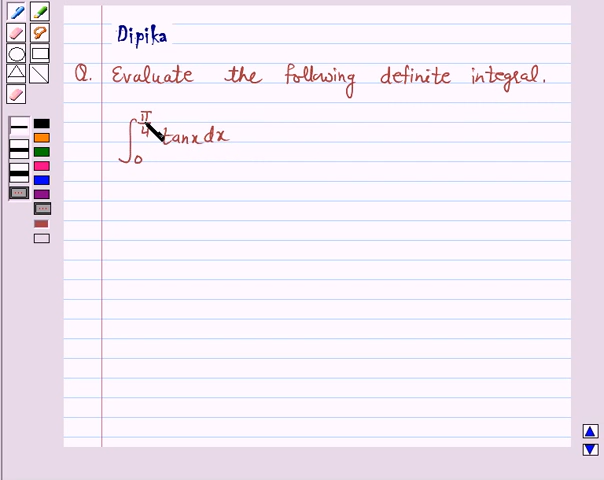 Dipika
Q. Evaluate the following definite integral.
∫₀^(π/4) tanx dx